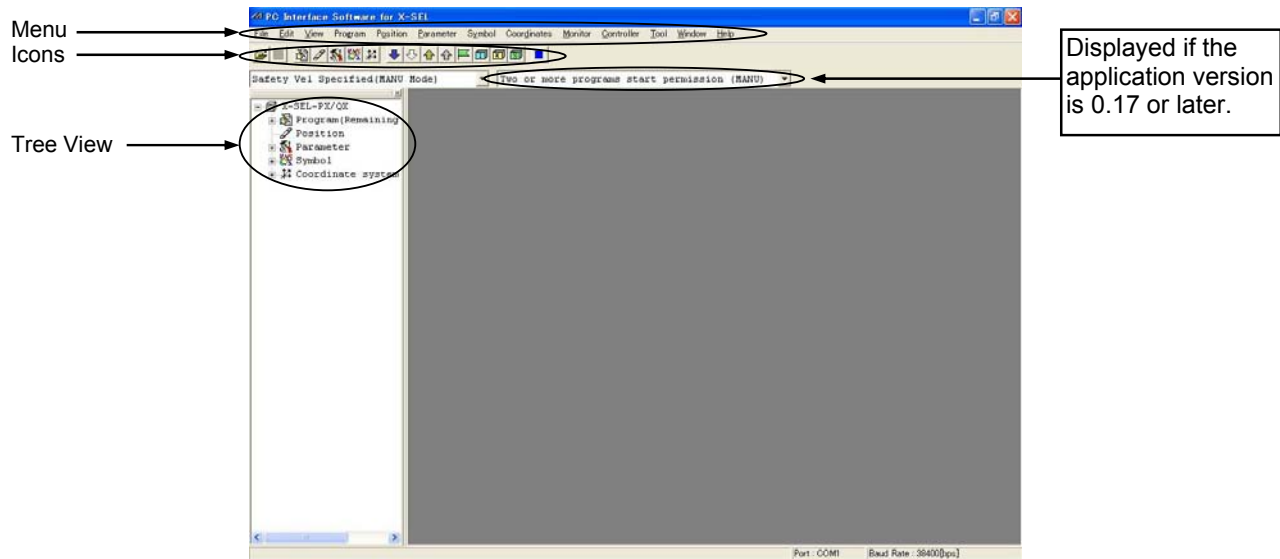 PC Interface Software for X-SEL
Menu
File Edit View Program Position Parameter Symbol Coordinates Monitor Controller Tool Window Help
Icons
Displayed if the
application version
is 0.17 or later.
Safety Vel Specified(MANU Mode)
Two or more programs start permission (MANU)
Tree View
X-SEL-PX/QX
Program(Remaining
Position
Parameter
Symbol
Coordinate system
Port : COM1
Baud Rate : 38400[bps]